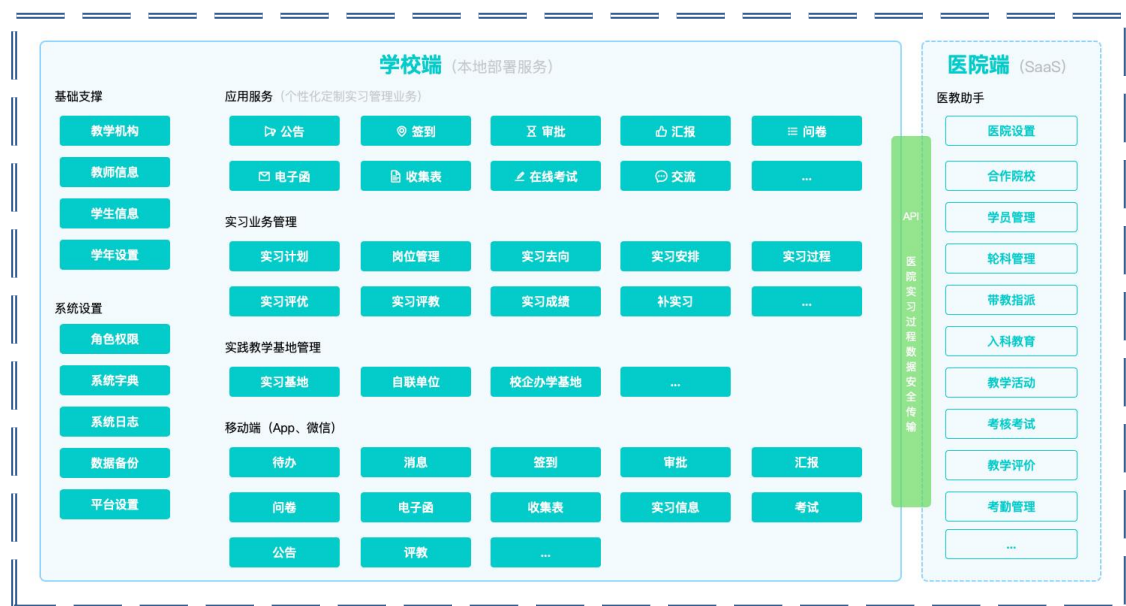 学校端（本地部署服务）
基础支撑
教学机构
教师信息
学生信息
学年设置
系统设置
角色权限
系统字典
系统日志
数据备份
平台设置
应用服务（个性化定制实习管理业务）
公告 签到 审批 汇报 问卷
电子函 收集表 在线考试 交流 ...
实习业务管理
实习计划 岗位管理 实习去向 实习安排 实习过程
实习评优 实习评教 实习成绩 补实习 ...
实践教学基地管理
实习基地 自联单位 校企办学基地 ...
移动端（App、微信）
待办 消息 签到 审批 汇报
问卷 电子函 收集表 实习信息 考试
公告 评教 ...
API
医院实习过程数据安全传输
医院端（SaaS）
医教助手
医院设置
合作院校
学员管理
轮科管理
带教指派
入科教育
教学活动
考核考试
教学评价
考勤管理
...